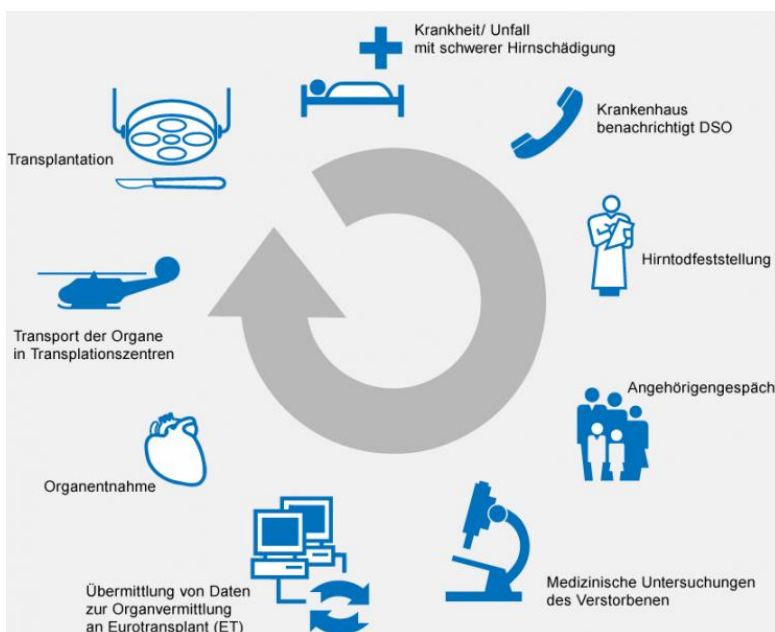 Krankheit/ Unfall
mit schwerer Hirnschädigung
Krankenhaus
benachrichtigt DSO
Hirntodfeststellung
Angehörigengespäch
Medizinische Untersuchungen
des Verstorbenen
Übermittlung von Daten
zur Organvermittlung
an Eurotransplant (ET)
Organentnahme
Transport der Organe
in Transplationszentren
Transplantation